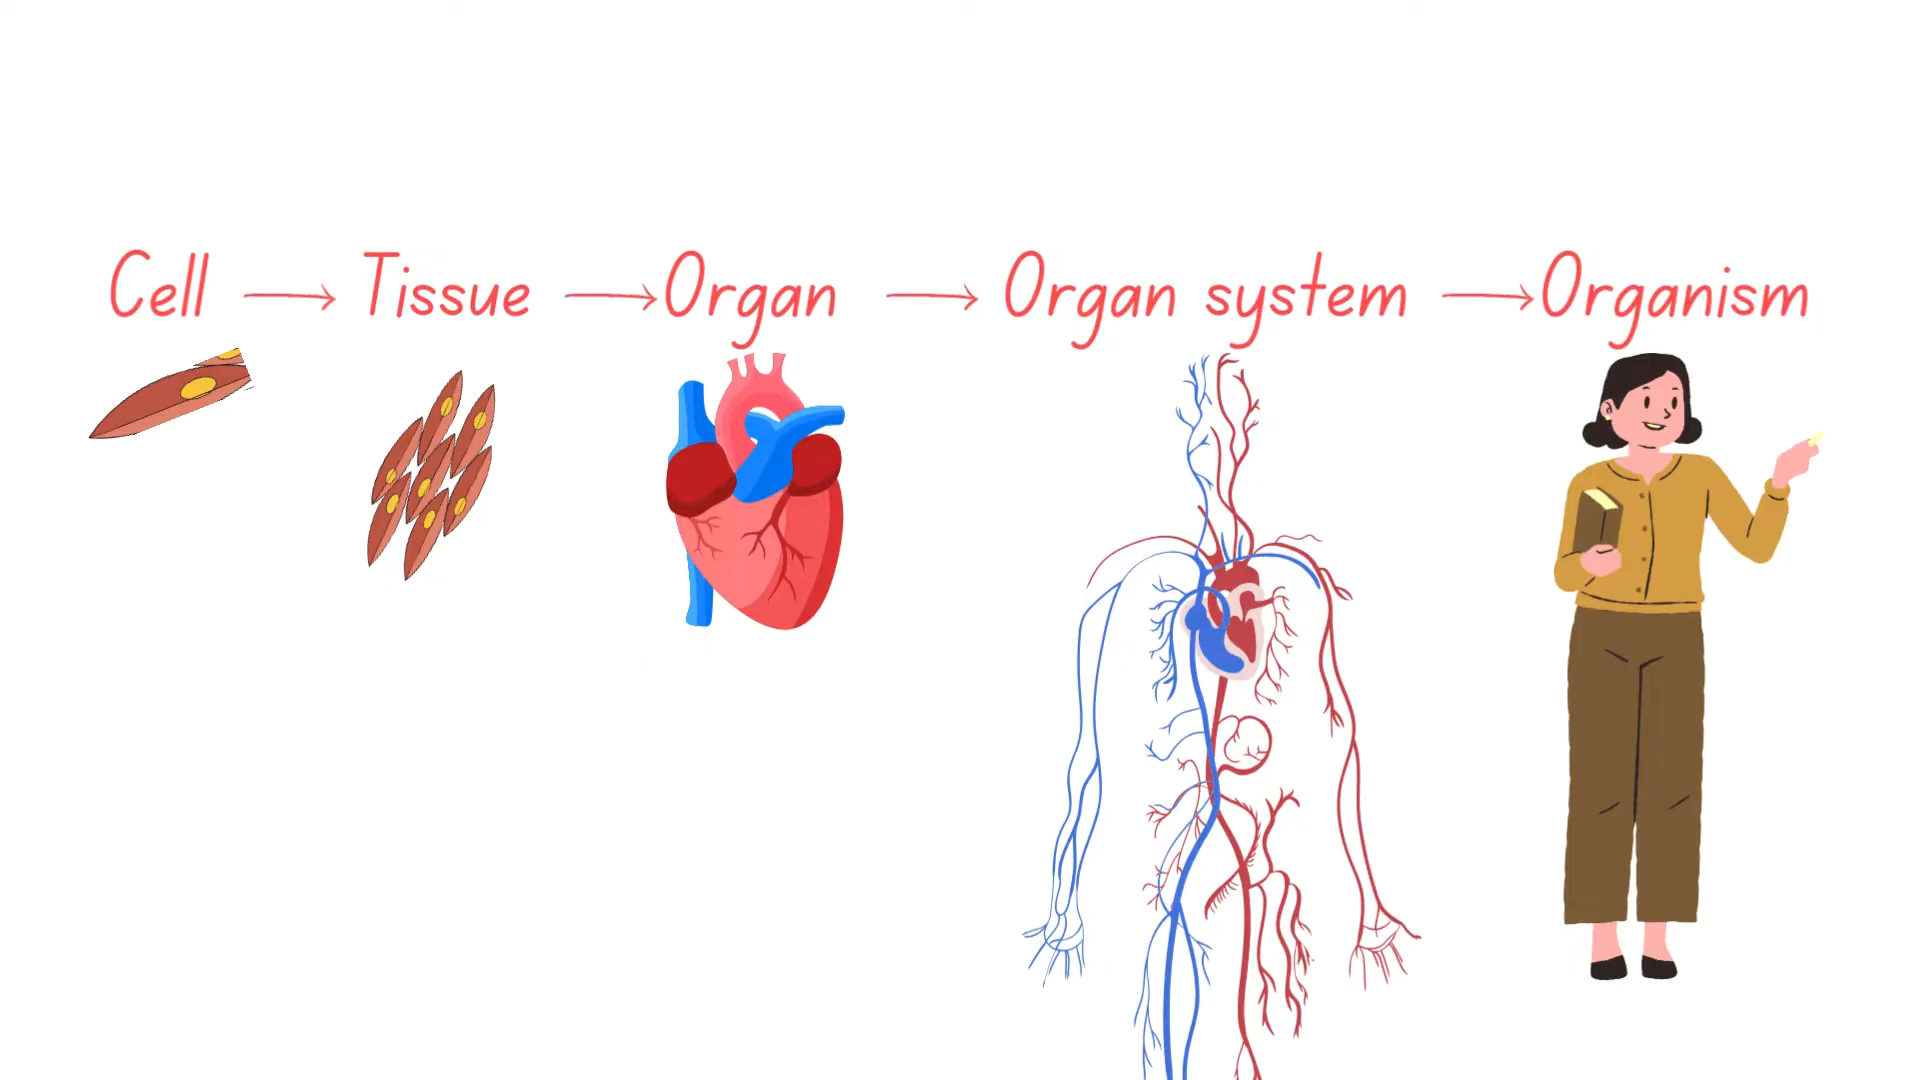 Cell → Tissue → Organ → Organ system → Organism